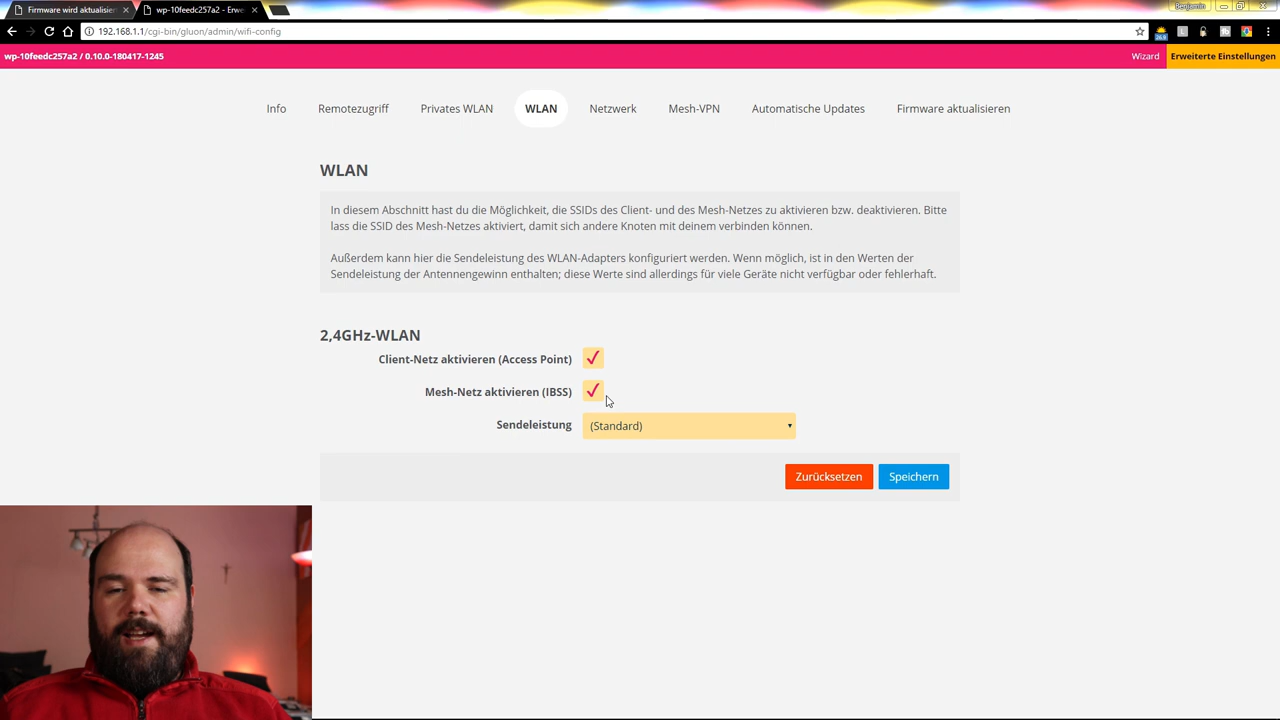 Firmware wird aktualisier
wp-10feedc257a2 - Erwe
Benjamin
192.168.1.1/cgi-bin/gluon/admin/wifi-config
wp-10feedc257a2 / 0.10.0-180417-1245
Wizard
Erweiterte Einstellungen
Info
Remotezugriff
Privates WLAN
WLAN
Netzwerk
Mesh-VPN
Automatische Updates
Firmware aktualisieren
WLAN
In diesem Abschnitt hast du die Möglichkeit, die SSIDs des Client- und des Mesh-Netzes zu aktivieren bzw. deaktivieren. Bitte
lass die SSID des Mesh-Netzes aktiviert, damit sich andere Knoten mit deinem verbinden können.
Außerdem kann hier die Sendeleistung des WLAN-Adapters konfiguriert werden. Wenn möglich, ist in den Werten der
Sendeleistung der Antennengewinn enthalten; diese Werte sind allerdings für viele Geräte nicht verfügbar oder fehlerhaft.
2,4GHz-WLAN
Client-Netz aktivieren (Access Point)
Mesh-Netz aktivieren (IBSS)
Sendeleistung
(Standard)
Zurücksetzen
Speichern